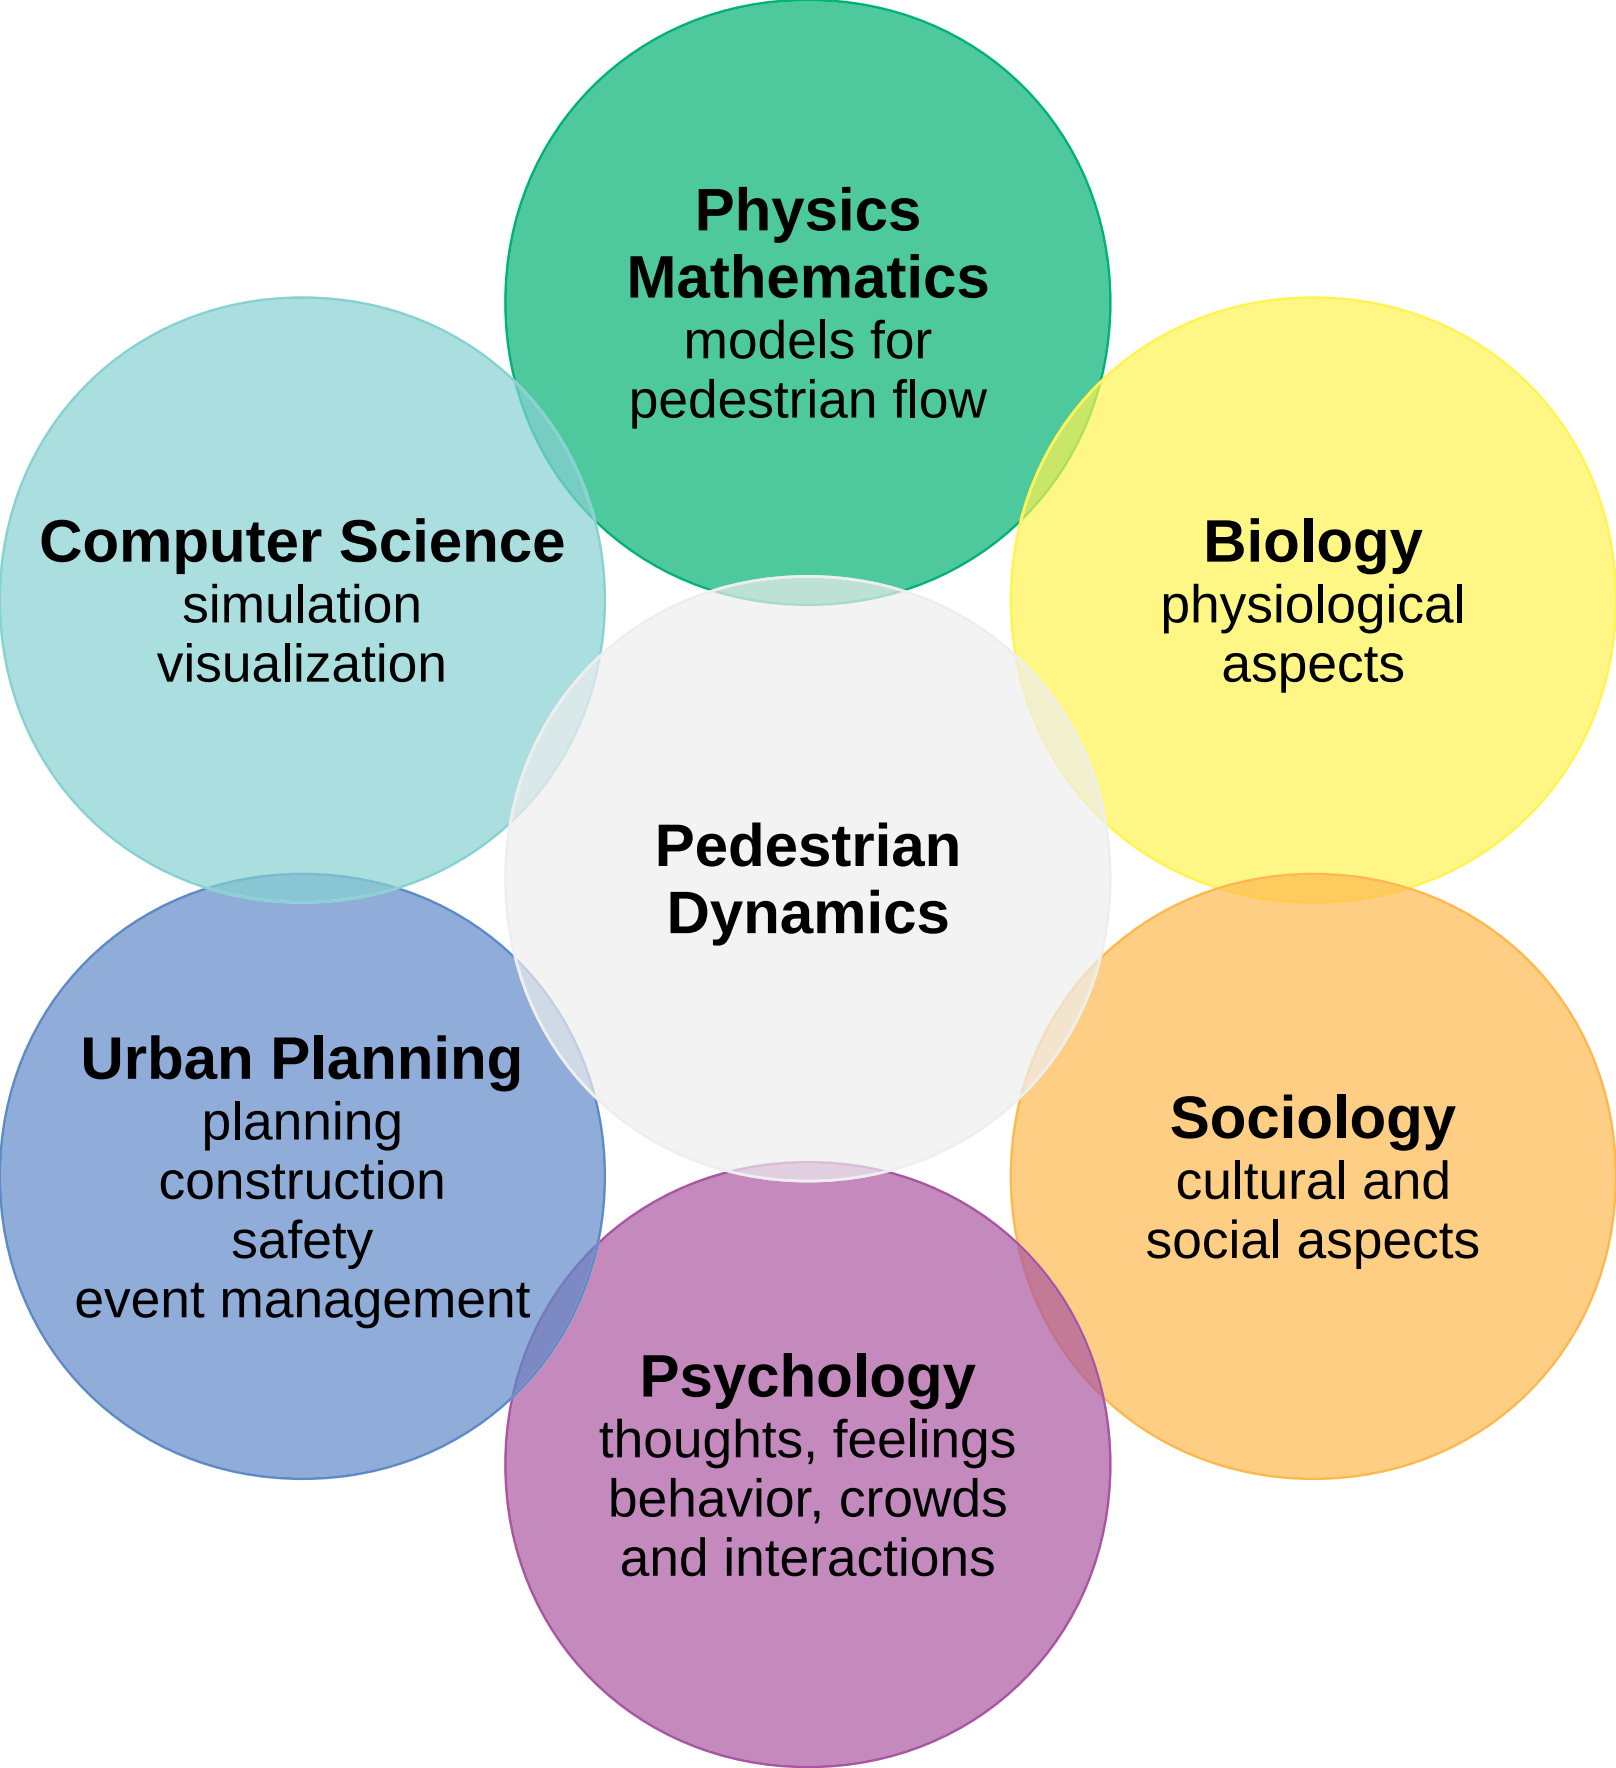 Physics
Mathematics
models for
pedestrian flow
Computer Science
simulation
visualization
Biology
physiological
aspects
Pedestrian
Dynamics
Urban Planning
planning
construction
safety
event management
Sociology
cultural and
social aspects
Psychology
thoughts, feelings
behavior, crowds
and interactions